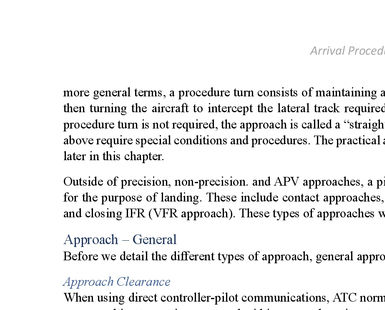 Arrival Proced
more general terms, a procedure turn consists of maintaining a
then turning the aircraft to intercept the lateral track required
procedure turn is not required, the approach is called a “straigh
above require special conditions and procedures. The practical a
later in this chapter.
Outside of precision, non-precision. and APV approaches, a pi
for the purpose of landing. These include contact approaches,
and closing IFR (VFR approach). These types of approaches w
Approach – General
Before we detail the different types of approach, general appro
Approach Clearance
When using direct controller-pilot communications, ATC norm